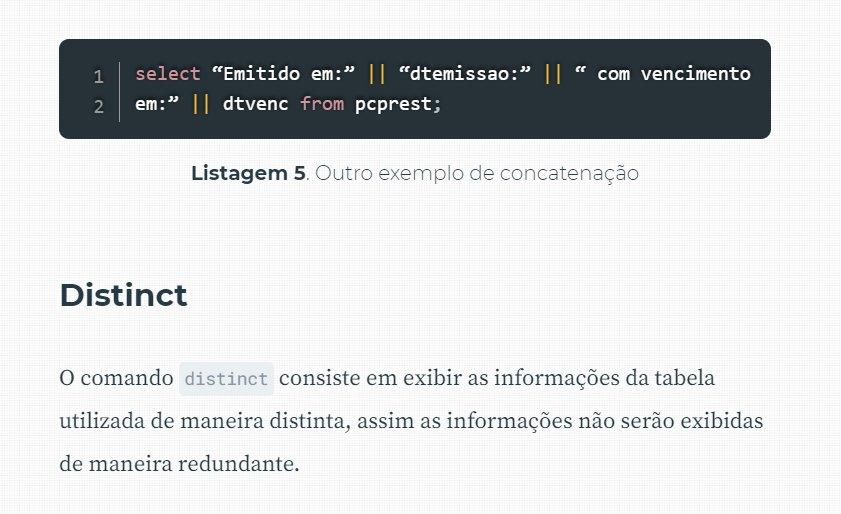 1 select “Emitido em:” || “dtemissao:” || “ com vencimento
2 em:” || dtvenc from pcprest;
Listagem 5. Outro exemplo de concatenação
Distinct
O comando distinct consiste em exibir as informações da tabela
utilizada de maneira distinta, assim as informações não serão exibidas
de maneira redundante.